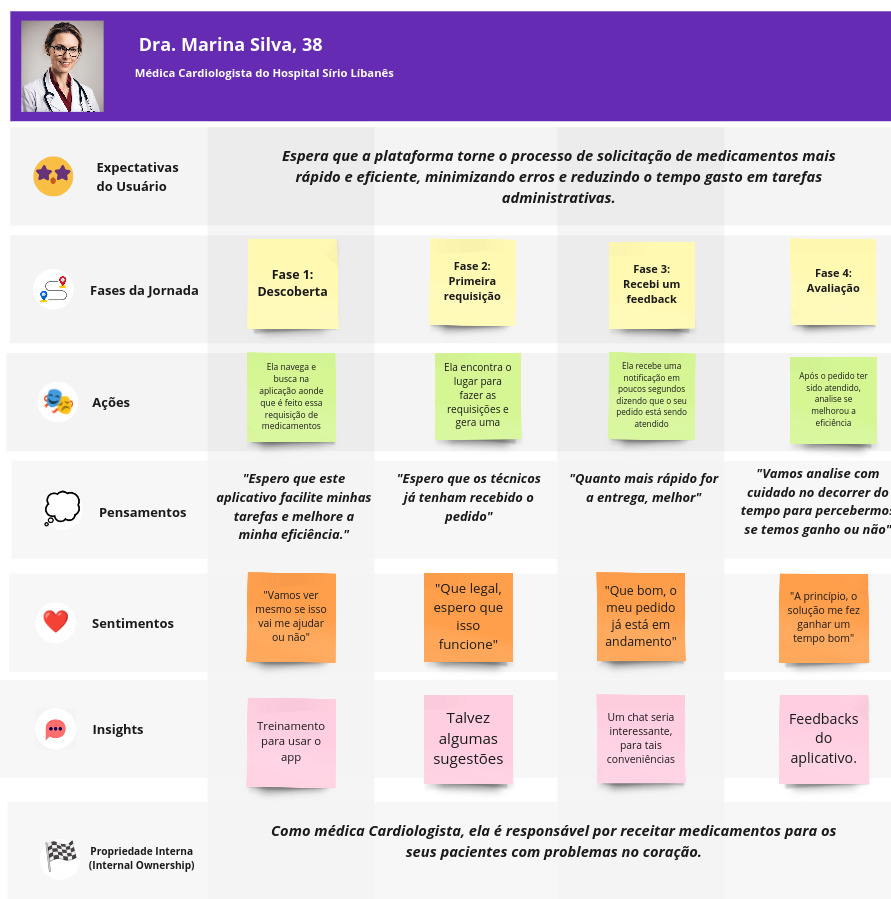 Dra. Marina Silva, 38
Médica Cardiologista do Hospital Sírio Líbanês
Expectativas
do Usuário
Espera que a plataforma torne o processo de solicitação de medicamentos mais
rápido e eficiente, minimizando erros e reduzindo o tempo gasto em tarefas
administrativas.
Fases da Jornada
Fase 1:
Descoberta
Fase 2:
Primeira
requisição
Fase 3:
Recebi um
feedback
Fase 4:
Avaliação
Ações
Ela navega e
busca na
aplicação aonde
que é feito essa
requisição de
medicamentos
Ela encontra o
lugar para
fazer as
requisições e
gera uma
Ela recebe uma
notificação em
poucos segundos
dizendo que o seu
pedido está sendo
atendido
Após o pedido ter
sido atendido,
analise se
melhorou a
eficiência
Pensamentos
"Espero que este
aplicativo facilite minhas
tarefas e melhore a
minha eficiência."
"Espero que os técnicos
já tenham recebido o
pedido"
"Quanto mais rápido for
a entrega, melhor"
"Vamos analise com
cuidado no decorrer do
tempo para percebermos
se temos ganho ou não"
Sentimentos
"Vamos ver
mesmo se isso
vai me ajudar
ou não"
"Que legal,
espero que
isso
funcione"
"Que bom, o
meu pedido
já está em
andamento"
"A princípio, o
solução me fez
ganhar um
tempo bom"
Insights
Treinamento
para usar o
app
Talvez
algumas
sugestões
Um chat seria
interessante,
para tais
conveniências
Feedbacks
do
aplicativo.
Propriedade Interna
(Internal Ownership)
Como médica Cardiologista, ela é responsável por receitar medicamentos para os
seus pacientes com problemas no coração.